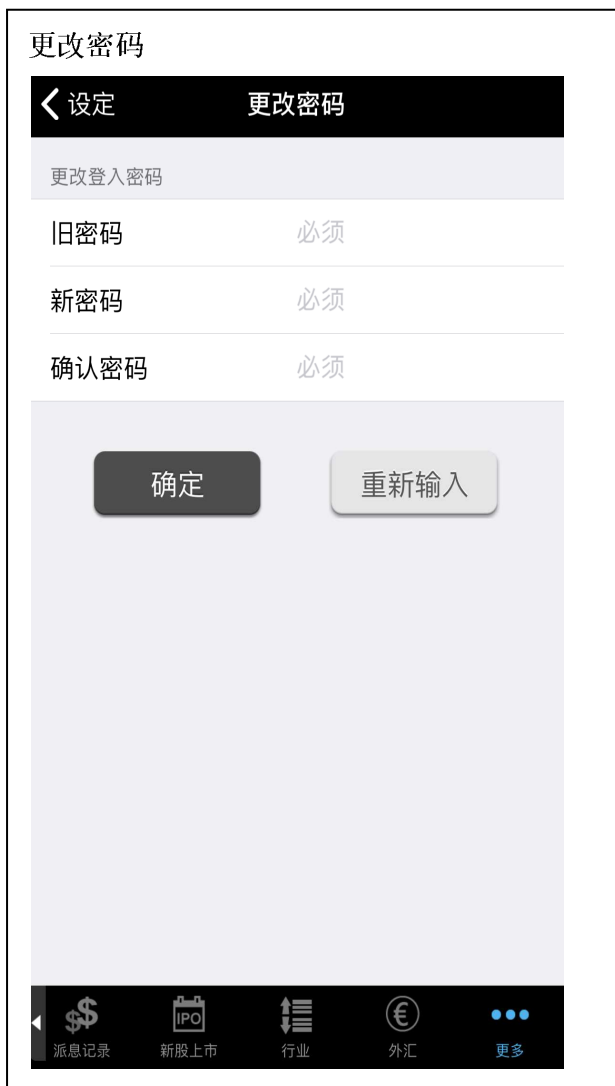 更改密码
设定 更改密码
更改登入密码
旧密码 必须
新密码 必须
确认密码 必须
确定 重新输入
$$ IPO €
派息记录 新股上市 行业 外汇 更多